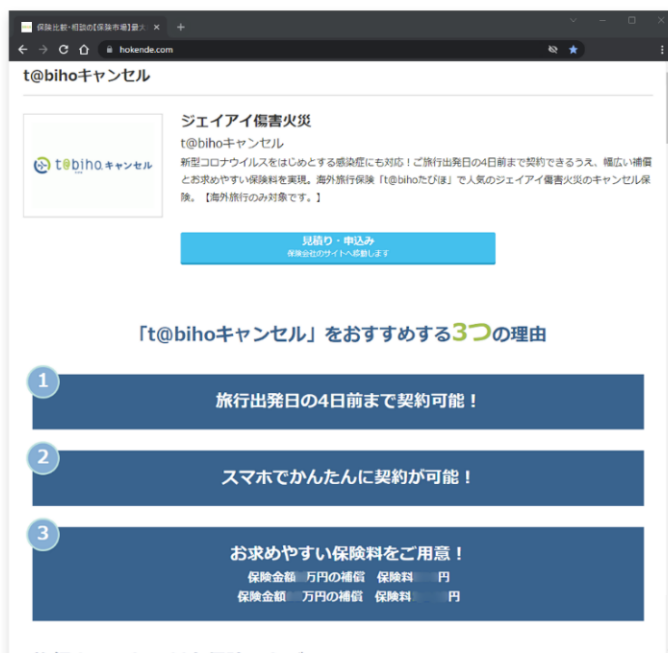 保険比較・相談の【保険市場】最大
hokende.com
t@bihoキャンセル
t@biho キャンセル
ジェイアイ傷害火災
t@bihoキャンセル
新型コロナウイルスをはじめとする感染症にも対応！ご旅行出発日の4日前まで契約できるうえ、幅広い補償
とお求めやすい保険料を実現。海外旅行保険「t@bihoたびほ」で人気のジェイアイ傷害火災のキャンセル保
険。【海外旅行のみ対象です。】
見積り・申込み
保険会社のサイトへ移動します
「t@bihoキャンセル」をおすすめする3つの理由
1
旅行出発日の4日前まで契約可能！
2
スマホでかんたんに契約が可能！
3
お求めやすい保険料をご用意！
保険金額 万円の補償 保険料 円
保険金額 万円の補償 保険料 円